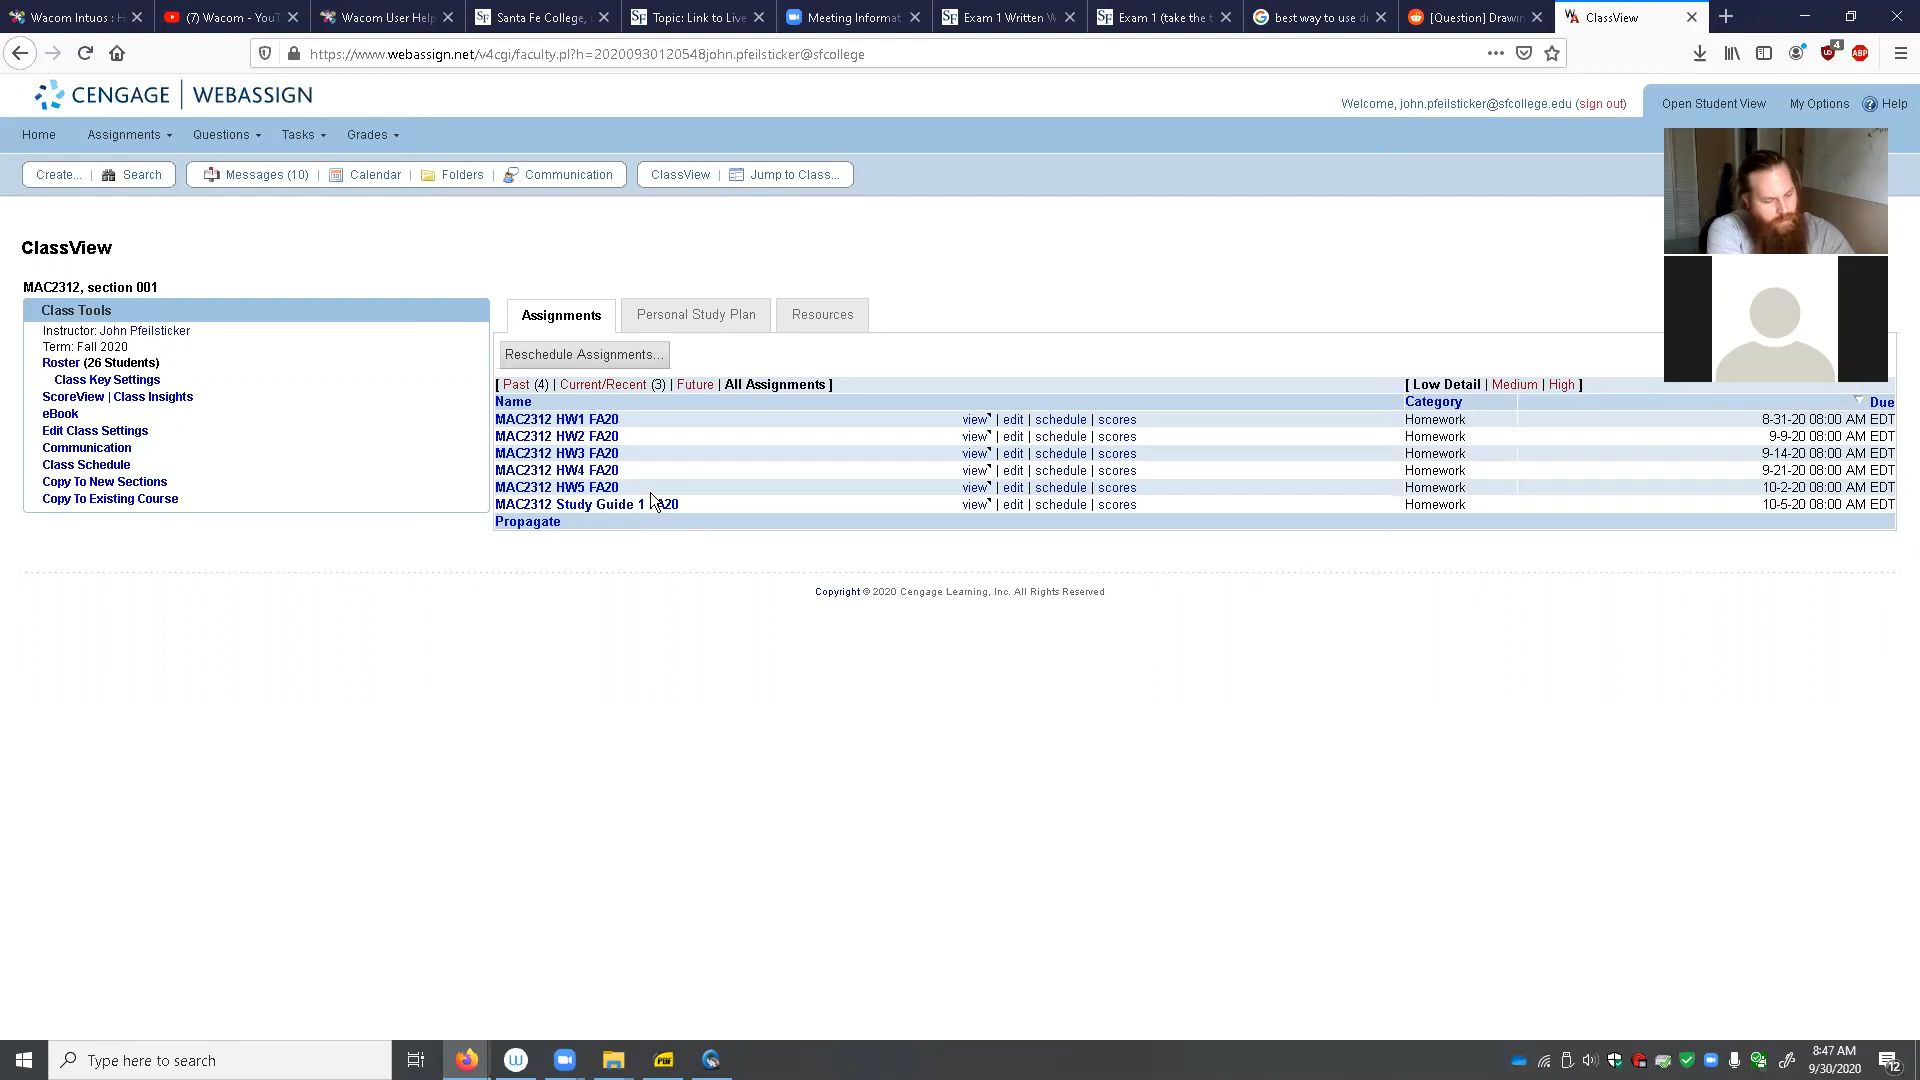 Wacom Intuos : H
(7) Wacom - YouT
Wacom User Help
Santa Fe College,
Topic: Link to Live
Meeting Informat
Exam 1 Written W
Exam 1 (take the t
best way to use di
[Question] Drawin
ClassView
https://www.webassign.net/v4cgi/faculty.pl?h=20200930120548john.pfeilsticker@sfcollege
4
ABP
CENGAGE | WEBASSIGN
Welcome, john.pfeilsticker@sfcollege.edu (sign out)
Open Student View
My Options
Help
Home
Assignments
Questions
Tasks
Grades
Create... | Search
Messages (10) | Calendar | Folders | Communication
ClassView | Jump to Class...
ClassView
MAC2312, section 001
Class Tools
Instructor: John Pfeilsticker
Term: Fall 2020
Roster (26 Students)
Class Key Settings
ScoreView | Class Insights
eBook
Edit Class Settings
Communication
Class Schedule
Copy To New Sections
Copy To Existing Course
Assignments
Personal Study Plan
Resources
Reschedule Assignments...
[ Past (4) | Current/Recent (3) | Future | All Assignments ]
[ Low Detail | Medium | High ]
Name Category Due
MAC2312 HW1 FA20 view | edit | schedule | scores Homework 8-31-20 08:00 AM EDT
MAC2312 HW2 FA20 view | edit | schedule | scores Homework 9-9-20 08:00 AM EDT
MAC2312 HW3 FA20 view | edit | schedule | scores Homework 9-14-20 08:00 AM EDT
MAC2312 HW4 FA20 view | edit | schedule | scores Homework 9-21-20 08:00 AM EDT
MAC2312 HW5 FA20 view | edit | schedule | scores Homework 10-2-20 08:00 AM EDT
MAC2312 Study Guide 1 FA20 view | edit | schedule | scores Homework 10-5-20 08:00 AM EDT
Propagate
Copyright © 2020 Cengage Learning, Inc. All Rights Reserved
Type here to search
PDF
8:47 AM
9/30/2020
12